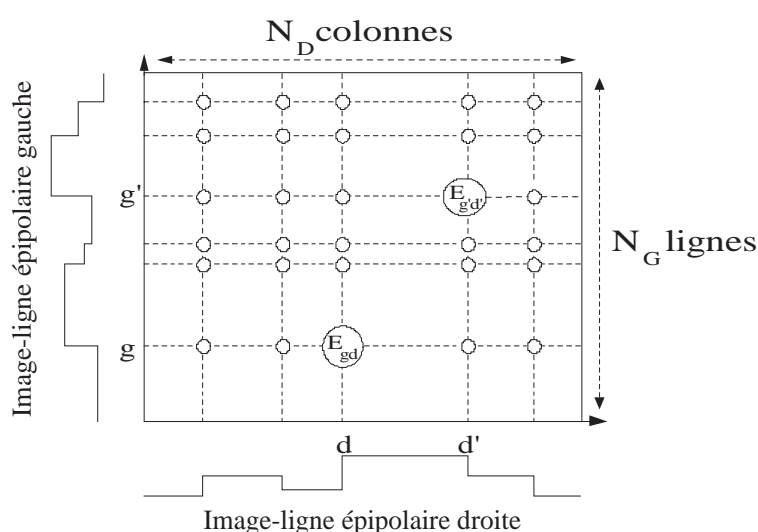 N_D colonnes
Image-ligne épipolaire gauche
g'
E_g'd'
N_G lignes
g
E_gd
d
d'
Image-ligne épipolaire droite